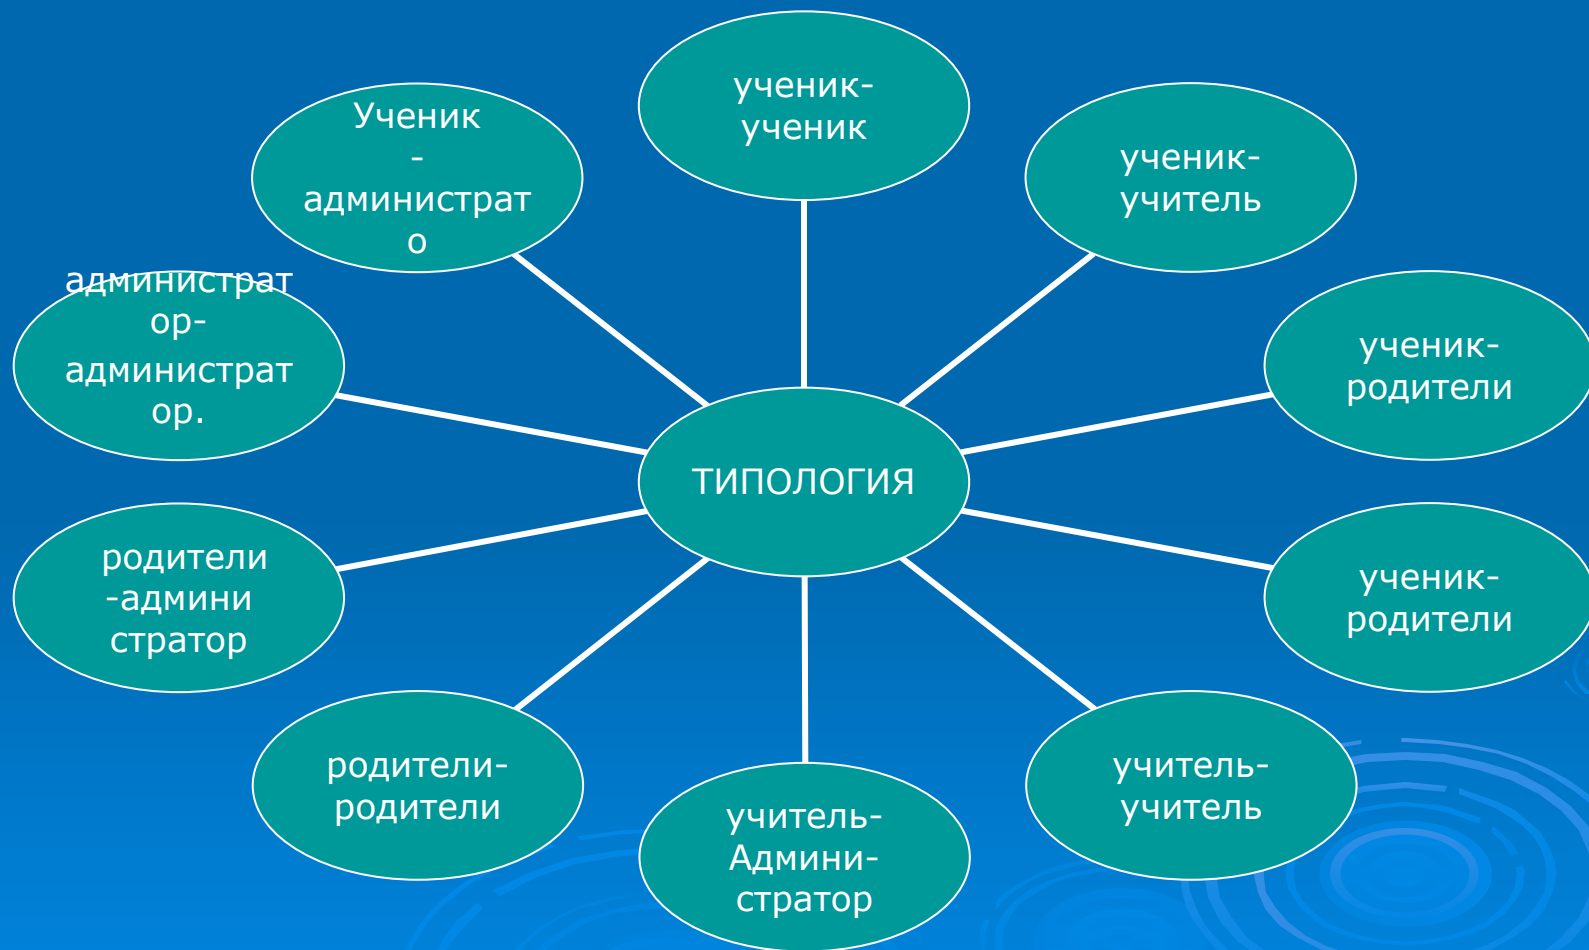 ученик-
ученик
ученик-
учитель
ученик-
родители
ученик-
родители
учитель-
учитель
учитель-
Админи-
стратор
родители-
родители
родители
-админи
стратор
администрат
ор-
администрат
ор.
Ученик
-
администрат
о
ТИПОЛОГИЯ